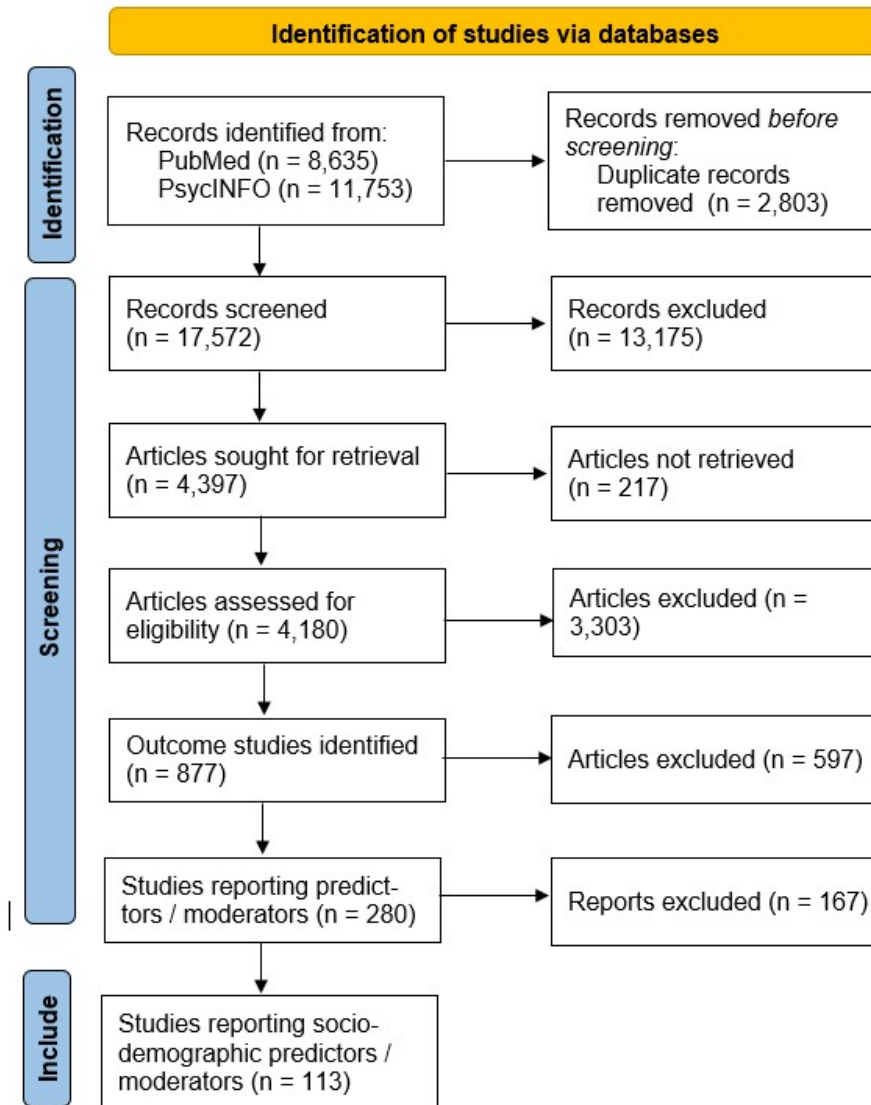 Identification of studies via databases
Identification
Records identified from:
PubMed (n = 8,635)
PsycINFO (n = 11,753)
Records removed before
screening:
Duplicate records
removed (n = 2,803)
Screening
Records screened
(n = 17,572)
Records excluded
(n = 13,175)
Articles sought for retrieval
(n = 4,397)
Articles not retrieved
(n = 217)
Articles assessed for
eligibility (n = 4,180)
Articles excluded (n =
3,303)
Outcome studies identified
(n = 877)
Articles excluded (n = 597)
Studies reporting predict-
tors / moderators (n = 280)
Reports excluded (n = 167)
Include
Studies reporting socio-
demographic predictors /
moderators (n = 113)